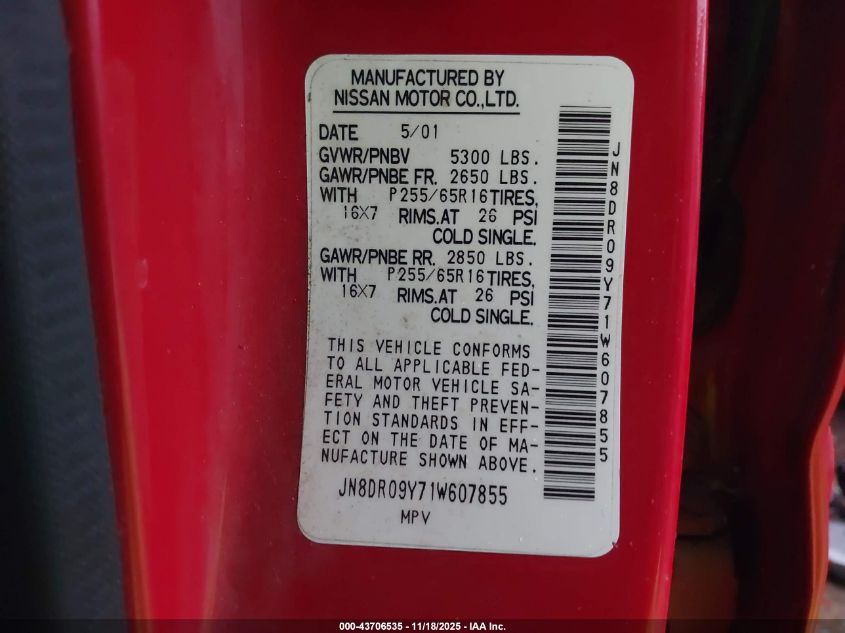 MANUFACTURED BY
NISSAN MOTOR CO.,LTD.
DATE 5/01
GVWR/PNBV 5300 LBS.
GAWR/PNBE FR. 2650 LBS.
WITH P255/65R16 TIRES,
16X7 RIMS.AT 26 PSI
COLD SINGLE.
GAWR/PNBE RR. 2850 LBS.
WITH P255/65R16 TIRES,
16X7 RIMS.AT 26 PSI
COLD SINGLE.
THIS VEHICLE CONFORMS
TO ALL APPLICABLE FED-
ERAL MOTOR VEHICLE SA-
FETY AND THEFT PREVEN-
TION STANDARDS IN EFF-
ECT ON THE DATE OF MA-
NUFACTURE SHOWN ABOVE.
JN8DR09Y71W607855
MPV
JN8DR09Y71W607855
000-43706535 - 11/18/2025 - IAA Inc.